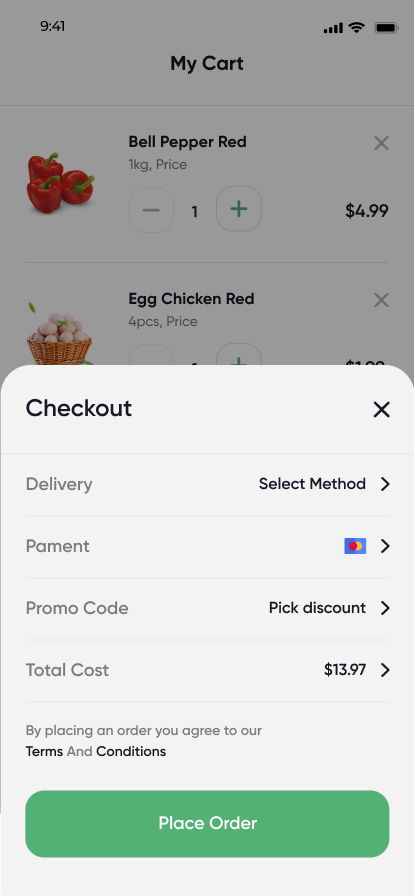 9:41
My Cart
Bell Pepper Red
1kg, Price
1
$4.99
Egg Chicken Red
4pcs, Price
Checkout
Delivery
Select Method
Pament
Promo Code
Pick discount
Total Cost
$13.97
By placing an order you agree to our
Terms And Conditions
Place Order